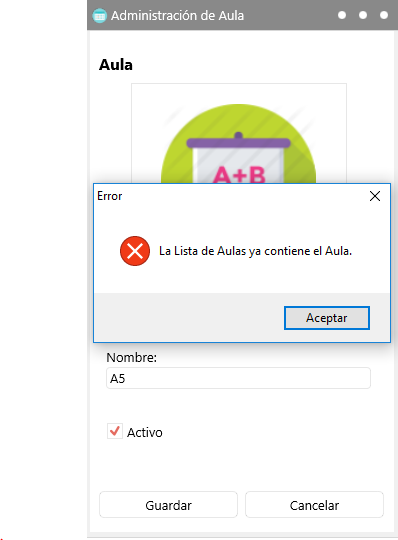 Administración de Aula
Aula
A+B
Error
La Lista de Aulas ya contiene el Aula.
Aceptar
Nombre:
A5
Activo
Guardar
Cancelar